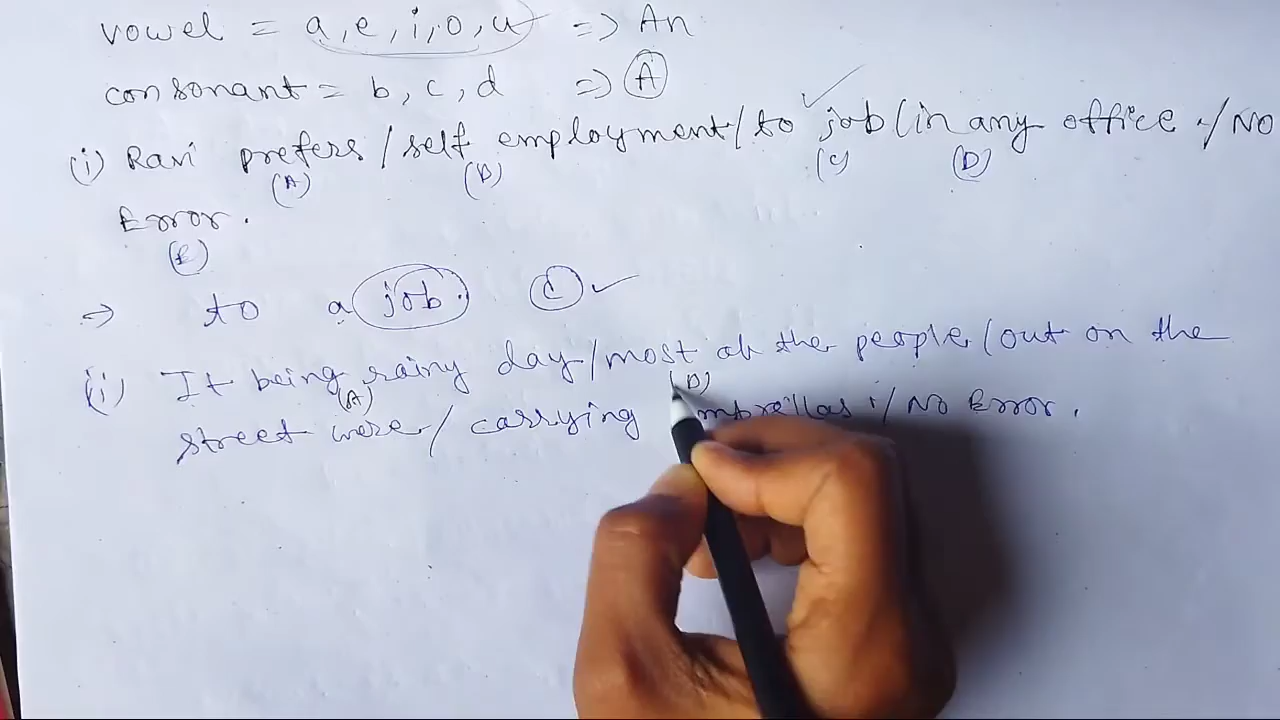 vowel = a, e, i, o, u => An
consonant = b, c, d => A
(i) Ravi prefers / self employment / to job / in any office ./ No
(A) (B) (C) (D)
Error.
(E)
=> to a job. C ✓
(i) It being rainy day / most of the people / out on the
(A) (B)
street were / carrying umbrellas ./ No Error.